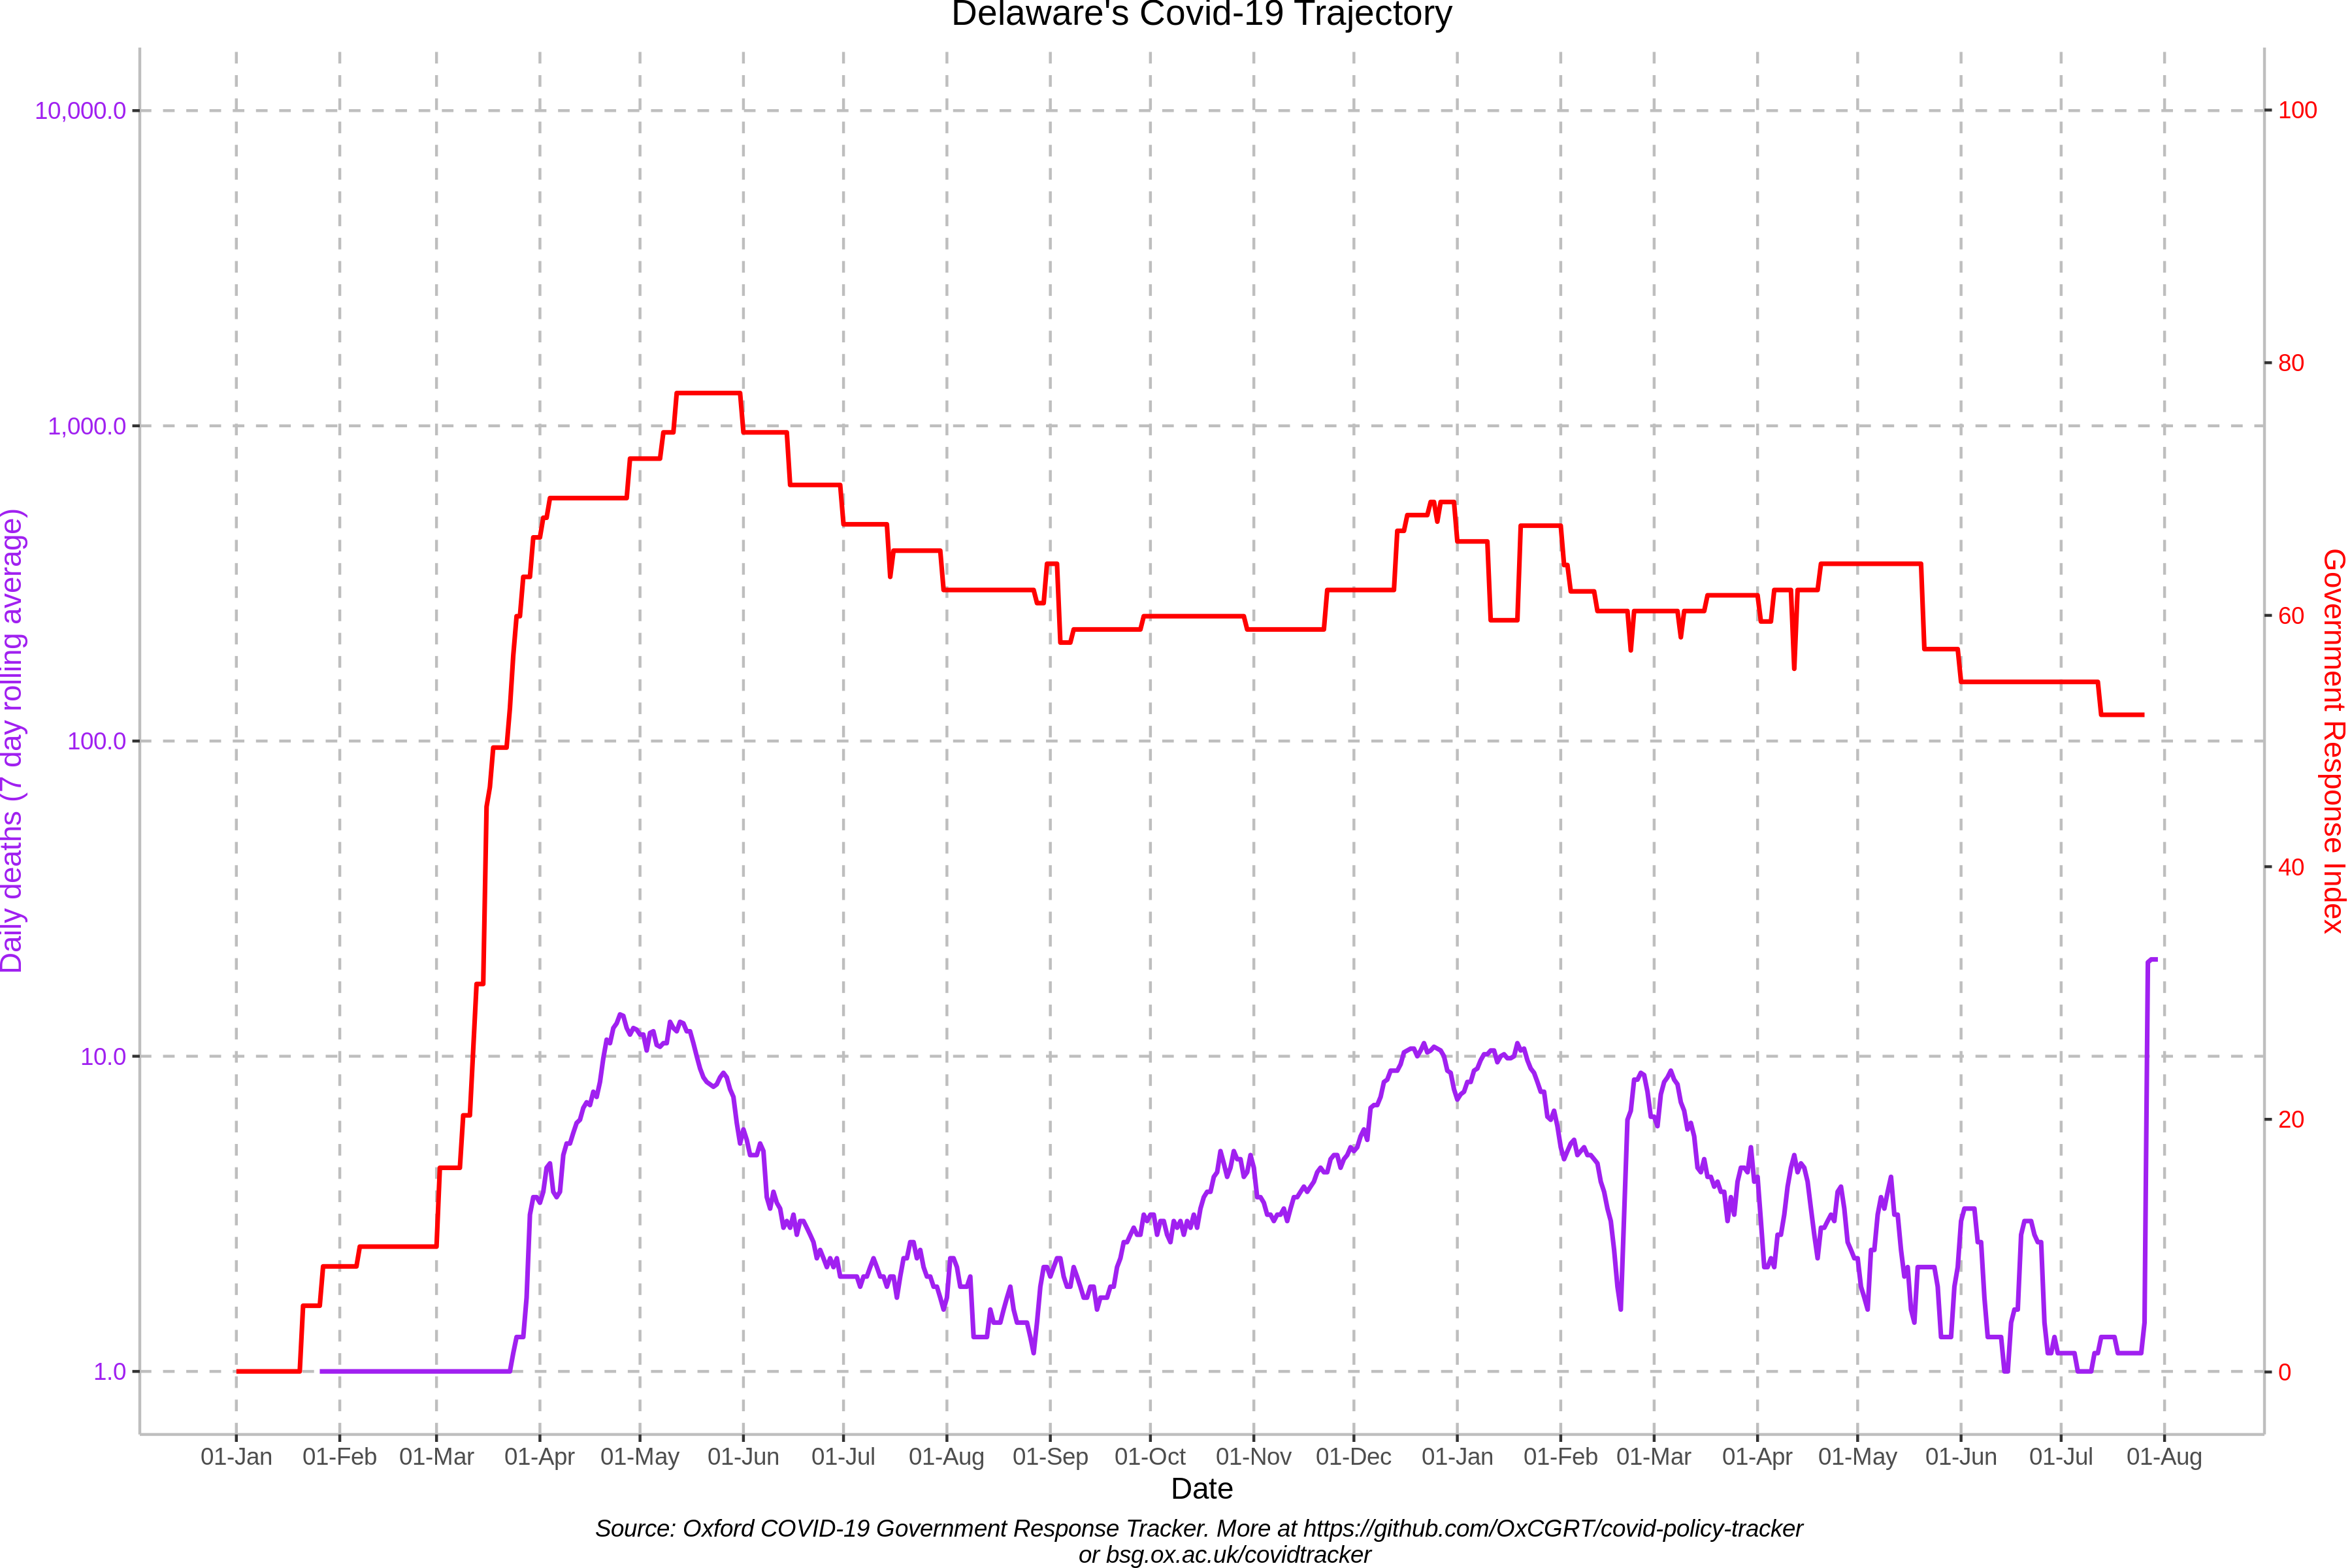 Delaware's Covid-19 Trajectory
10,000.0
1,000.0
100.0
10.0
1.0
Daily deaths (7 day rolling average)
100
80
60
40
20
0
Government Response Index
01-Jan 01-Feb 01-Mar 01-Apr 01-May 01-Jun 01-Jul 01-Aug 01-Sep 01-Oct 01-Nov 01-Dec 01-Jan 01-Feb 01-Mar 01-Apr 01-May 01-Jun 01-Jul 01-Aug
Date
Source: Oxford COVID-19 Government Response Tracker. More at https://github.com/OxCGRT/covid-policy-tracker
or bsg.ox.ac.uk/covidtracker